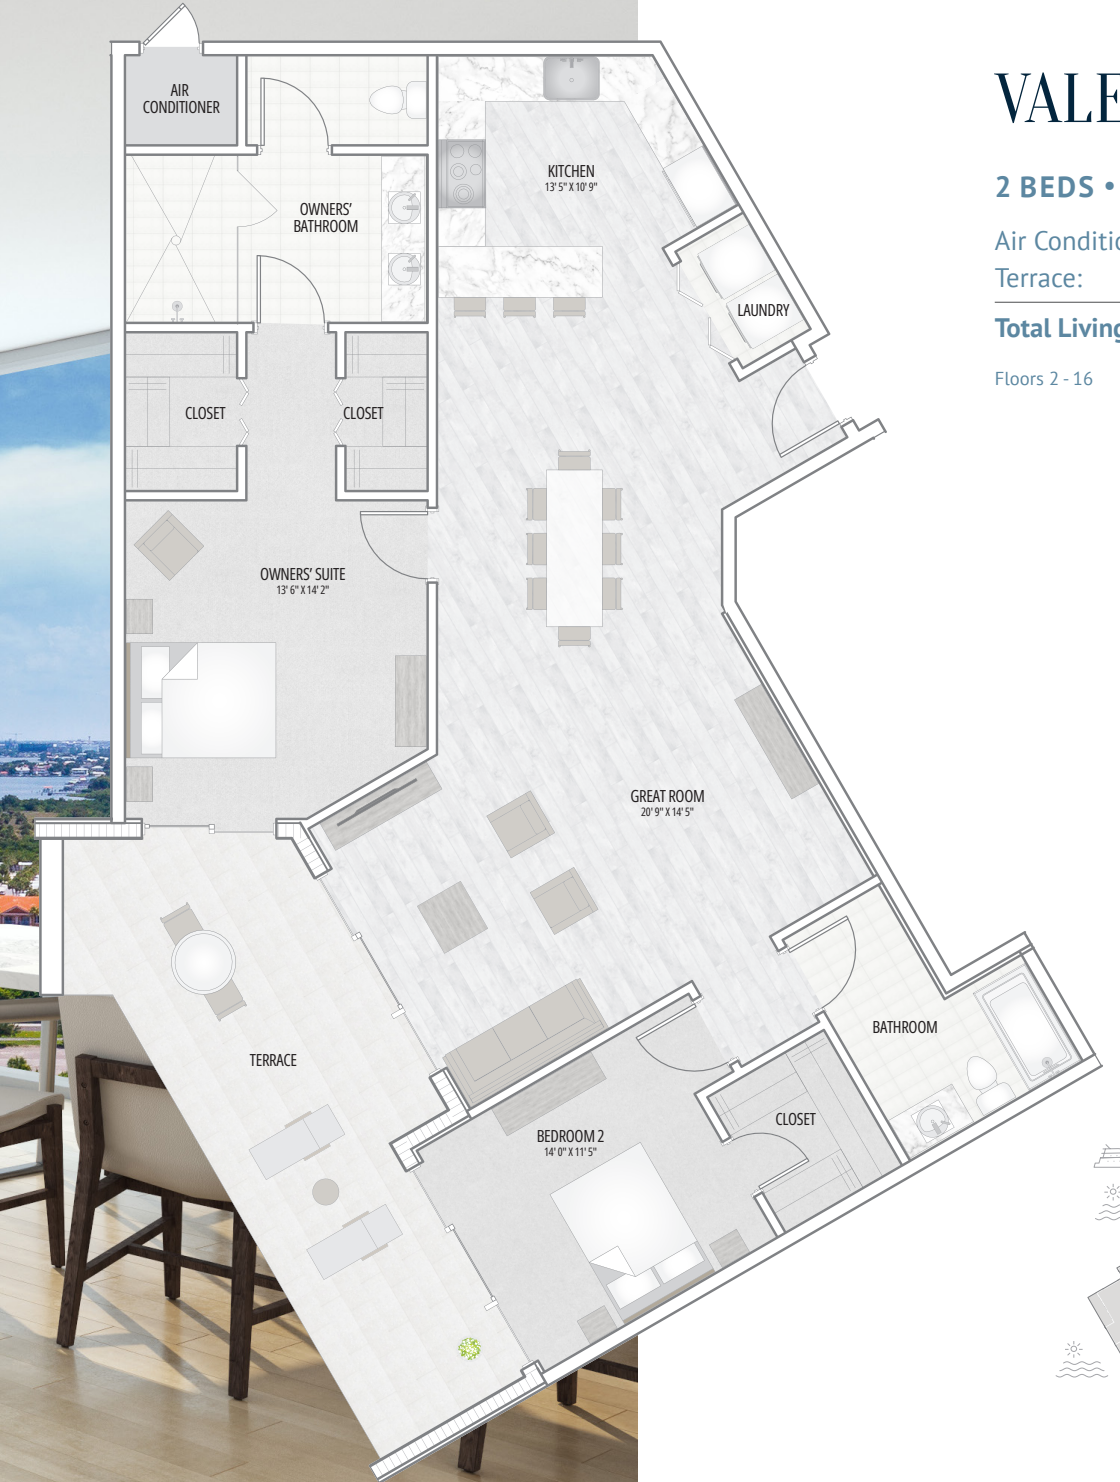 AIR
CONDITIONER
KITCHEN
13' 5" X 10' 9"
OWNERS'
BATHROOM
LAUNDRY
CLOSET
CLOSET
OWNERS' SUITE
13' 6" X 14' 2"
GREAT ROOM
20' 9" X 14' 5"
BATHROOM
TERRACE
CLOSET
BEDROOM 2
14' 0" X 11' 5"
VALE
2 BEDS •
Air Conditio
Terrace:
Total Living
Floors 2 - 16